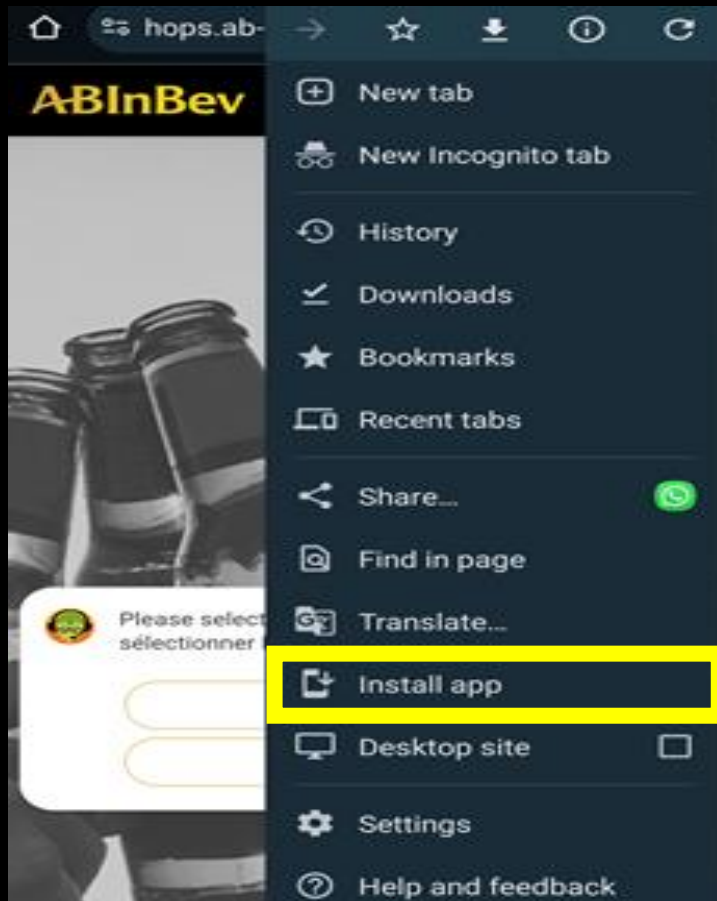 hops.ab-
ABInBev
New tab
New Incognito tab
History
Downloads
Bookmarks
Recent tabs
Share...
Find in page
Please select
sélectionner
Translate...
Install app
Desktop site
Settings
Help and feedback